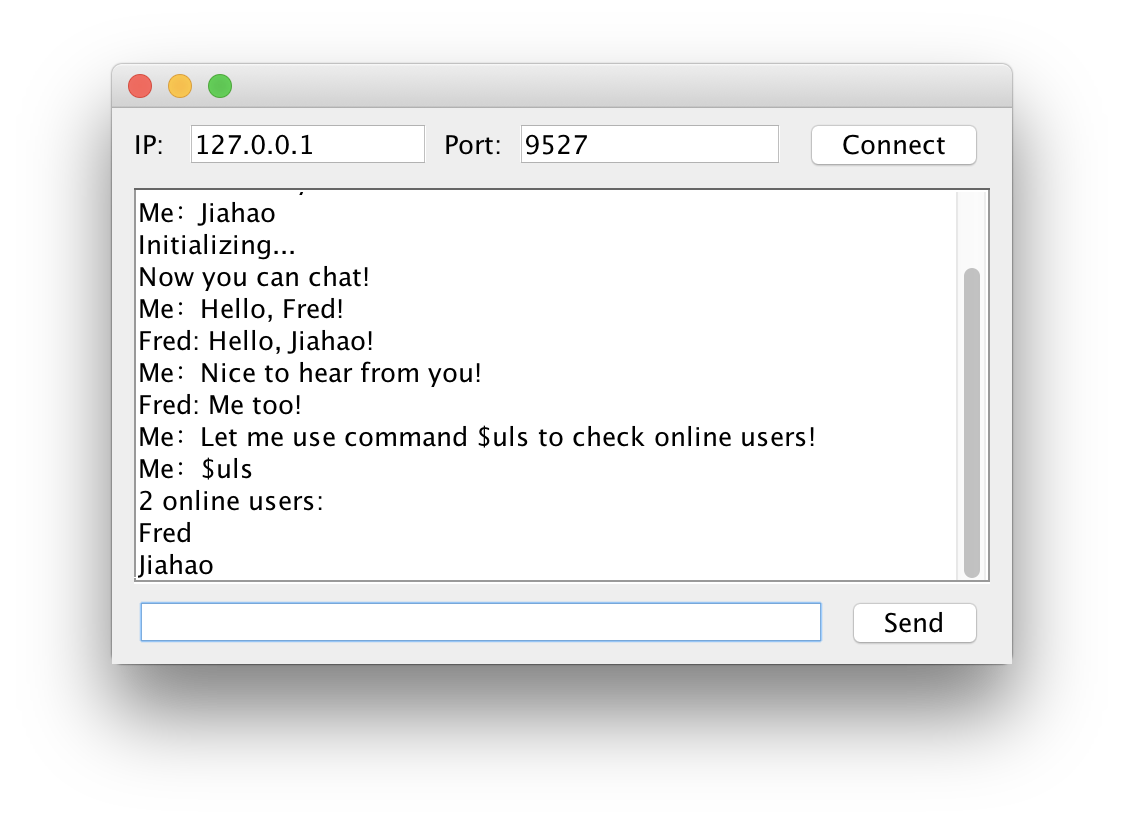 IP: 127.0.0.1 Port: 9527 Connect
Me： Jiahao
Initializing...
Now you can chat!
Me： Hello, Fred!
Fred: Hello, Jiahao!
Me： Nice to hear from you!
Fred: Me too!
Me： Let me use command $uls to check online users!
Me： $uls
2 online users:
Fred
Jiahao
Send